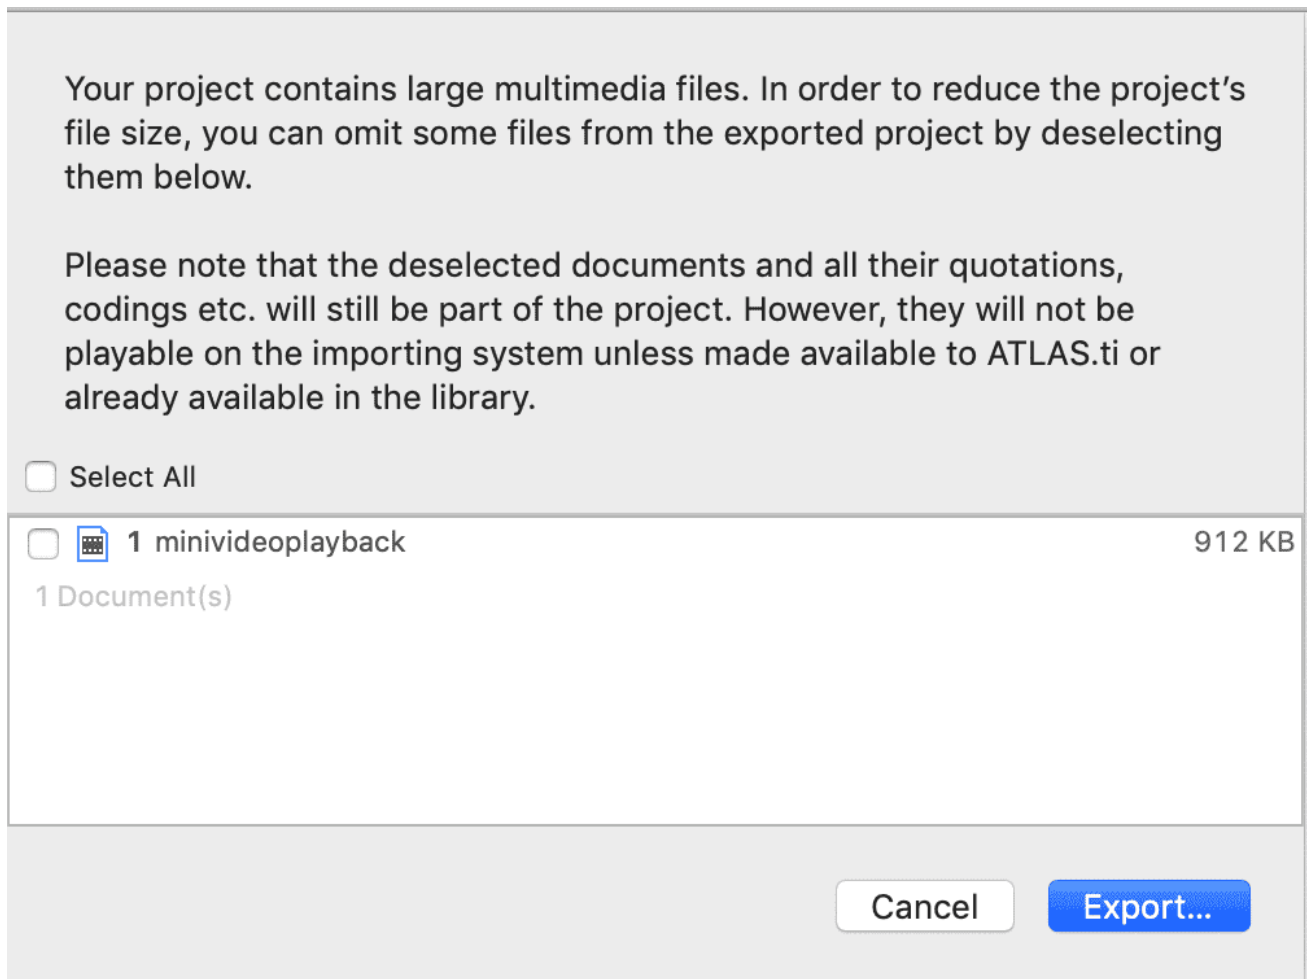 Your project contains large multimedia files. In order to reduce the project’s
file size, you can omit some files from the exported project by deselecting
them below.
Please note that the deselected documents and all their quotations,
codings etc. will still be part of the project. However, they will not be
playable on the importing system unless made available to ATLAS.ti or
already available in the library.
Select All
1 minivideoplayback 912 KB
1 Document(s)
Cancel Export...